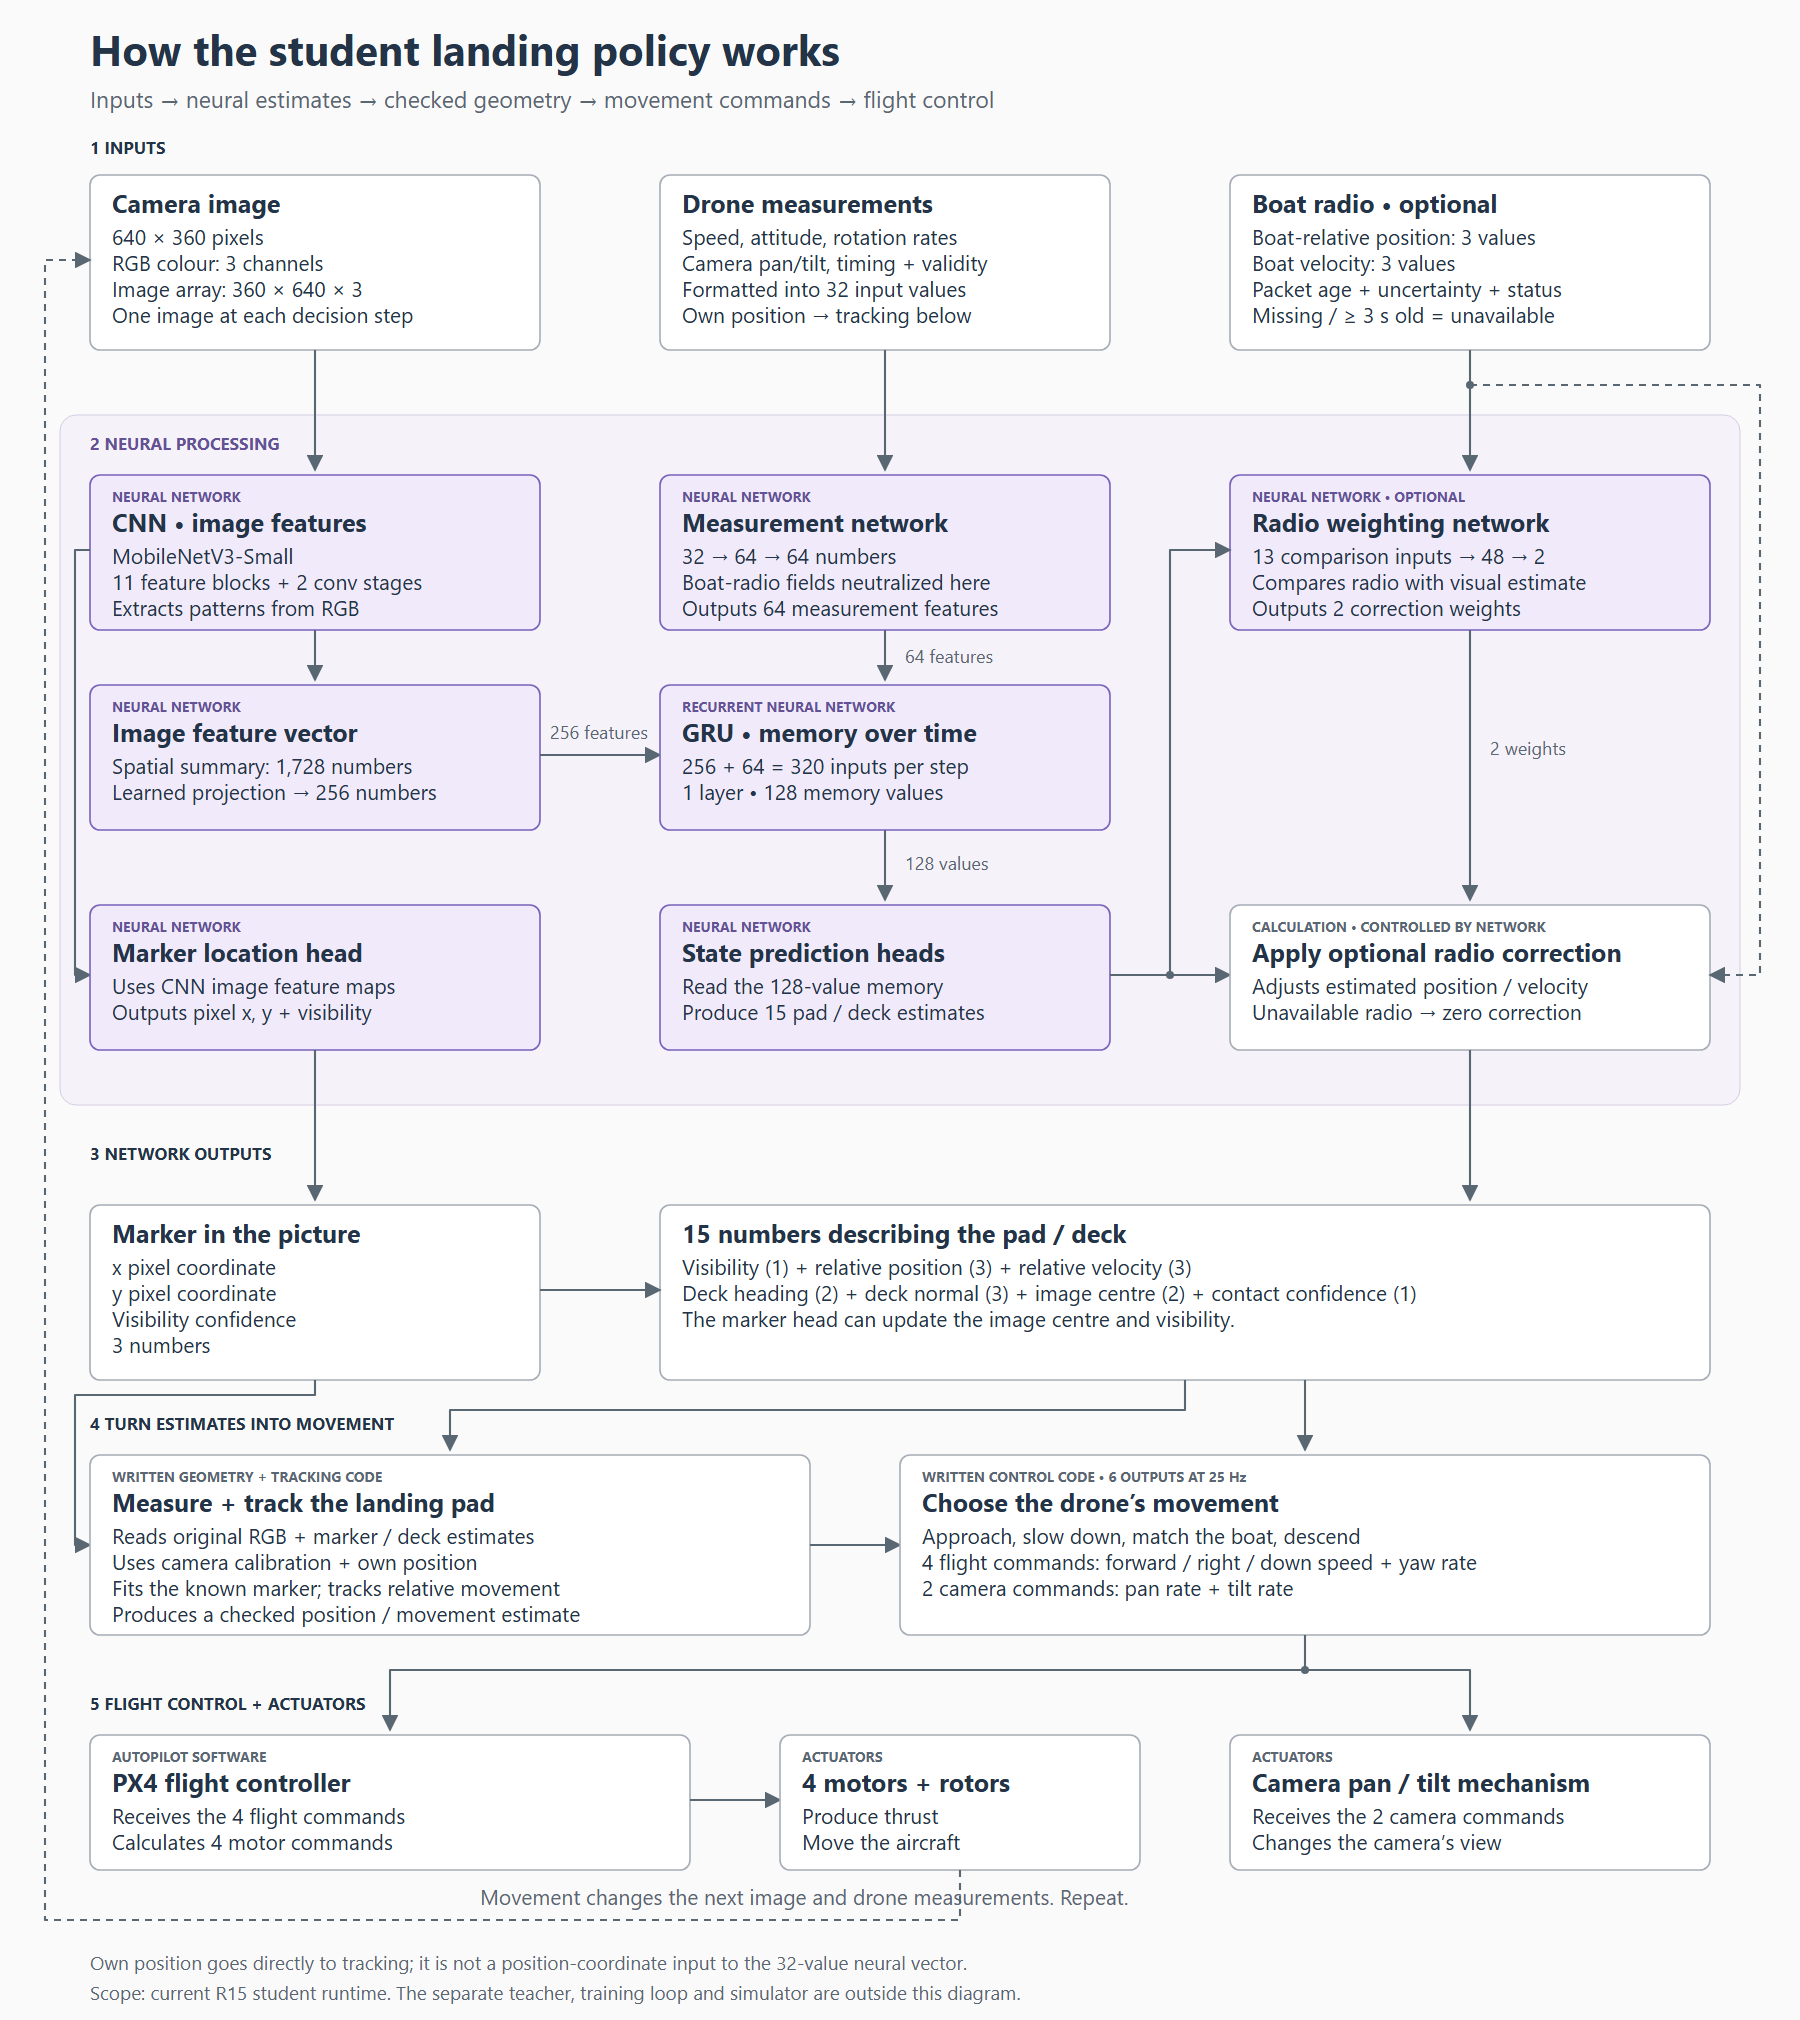 How the student landing policy works
Inputs → neural estimates → checked geometry → movement commands → flight control
1 INPUTS
Camera image
640 × 360 pixels
RGB colour: 3 channels
Image array: 360 × 640 × 3
One image at each decision step
Drone measurements
Speed, attitude, rotation rates
Camera pan/tilt, timing + validity
Formatted into 32 input values
Own position → tracking below
Boat radio • optional
Boat-relative position: 3 values
Boat velocity: 3 values
Packet age + uncertainty + status
Missing / ≥ 3 s old = unavailable
2 NEURAL PROCESSING
NEURAL NETWORK
CNN • image features
MobileNetV3-Small
11 feature blocks + 2 conv stages
Extracts patterns from RGB
NEURAL NETWORK
Measurement network
32 → 64 → 64 numbers
Boat-radio fields neutralized here
Outputs 64 measurement features
NEURAL NETWORK • OPTIONAL
Radio weighting network
13 comparison inputs → 48 → 2
Compares radio with visual estimate
Outputs 2 correction weights
64 features
NEURAL NETWORK
Image feature vector
Spatial summary: 1,728 numbers
Learned projection → 256 numbers
256 features
RECURRENT NEURAL NETWORK
GRU • memory over time
256 + 64 = 320 inputs per step
1 layer • 128 memory values
2 weights
128 values
NEURAL NETWORK
Marker location head
Uses CNN image feature maps
Outputs pixel x, y + visibility
NEURAL NETWORK
State prediction heads
Read the 128-value memory
Produce 15 pad / deck estimates
CALCULATION • CONTROLLED BY NETWORK
Apply optional radio correction
Adjusts estimated position / velocity
Unavailable radio → zero correction
3 NETWORK OUTPUTS
Marker in the picture
x pixel coordinate
y pixel coordinate
Visibility confidence
3 numbers
15 numbers describing the pad / deck
Visibility (1) + relative position (3) + relative velocity (3)
Deck heading (2) + deck normal (3) + image centre (2) + contact confidence (1)
The marker head can update the image centre and visibility.
4 TURN ESTIMATES INTO MOVEMENT
WRITTEN GEOMETRY + TRACKING CODE
Measure + track the landing pad
Reads original RGB + marker / deck estimates
Uses camera calibration + own position
Fits the known marker; tracks relative movement
Produces a checked position / movement estimate
WRITTEN CONTROL CODE • 6 OUTPUTS AT 25 Hz
Choose the drone’s movement
Approach, slow down, match the boat, descend
4 flight commands: forward / right / down speed + yaw rate
2 camera commands: pan rate + tilt rate
5 FLIGHT CONTROL + ACTUATORS
AUTOPILOT SOFTWARE
PX4 flight controller
Receives the 4 flight commands
Calculates 4 motor commands
ACTUATORS
4 motors + rotors
Produce thrust
Move the aircraft
ACTUATORS
Camera pan / tilt mechanism
Receives the 2 camera commands
Changes the camera’s view
Movement changes the next image and drone measurements. Repeat.
Own position goes directly to tracking; it is not a position-coordinate input to the 32-value neural vector.
Scope: current R15 student runtime. The separate teacher, training loop and simulator are outside this diagram.